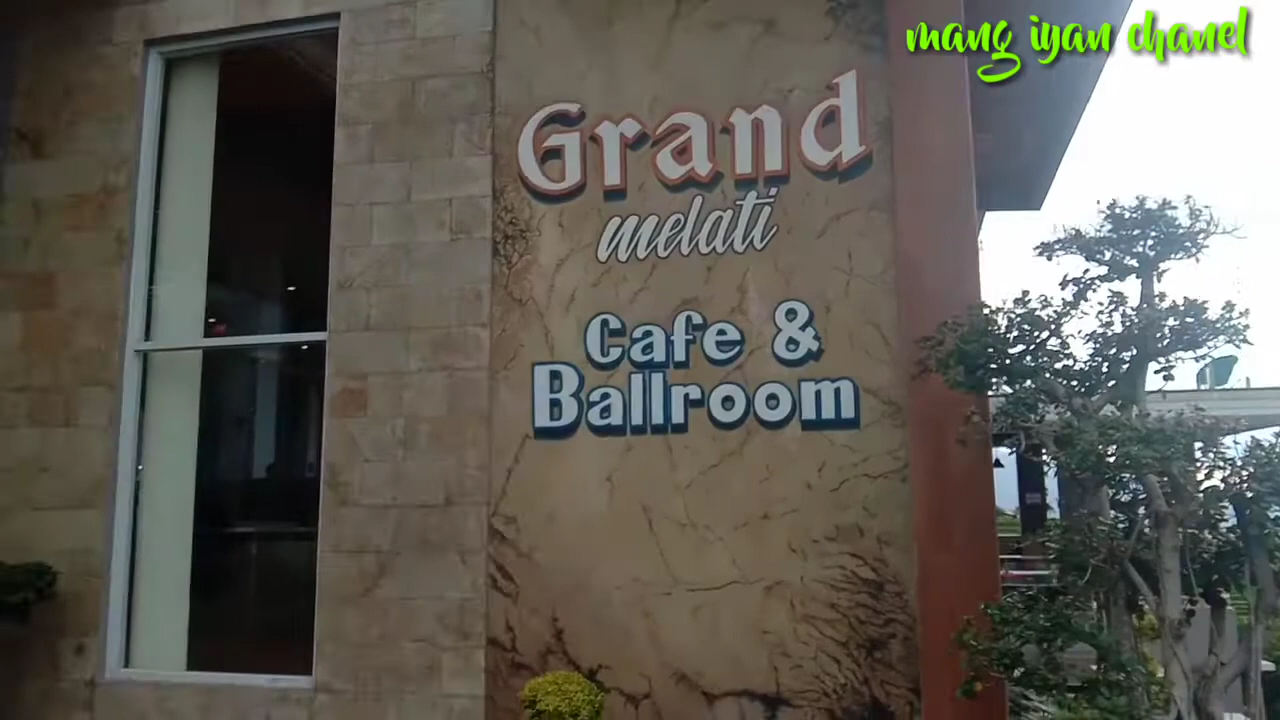 mang iyan chanel
Grand
melati
Cafe &
Ballroom